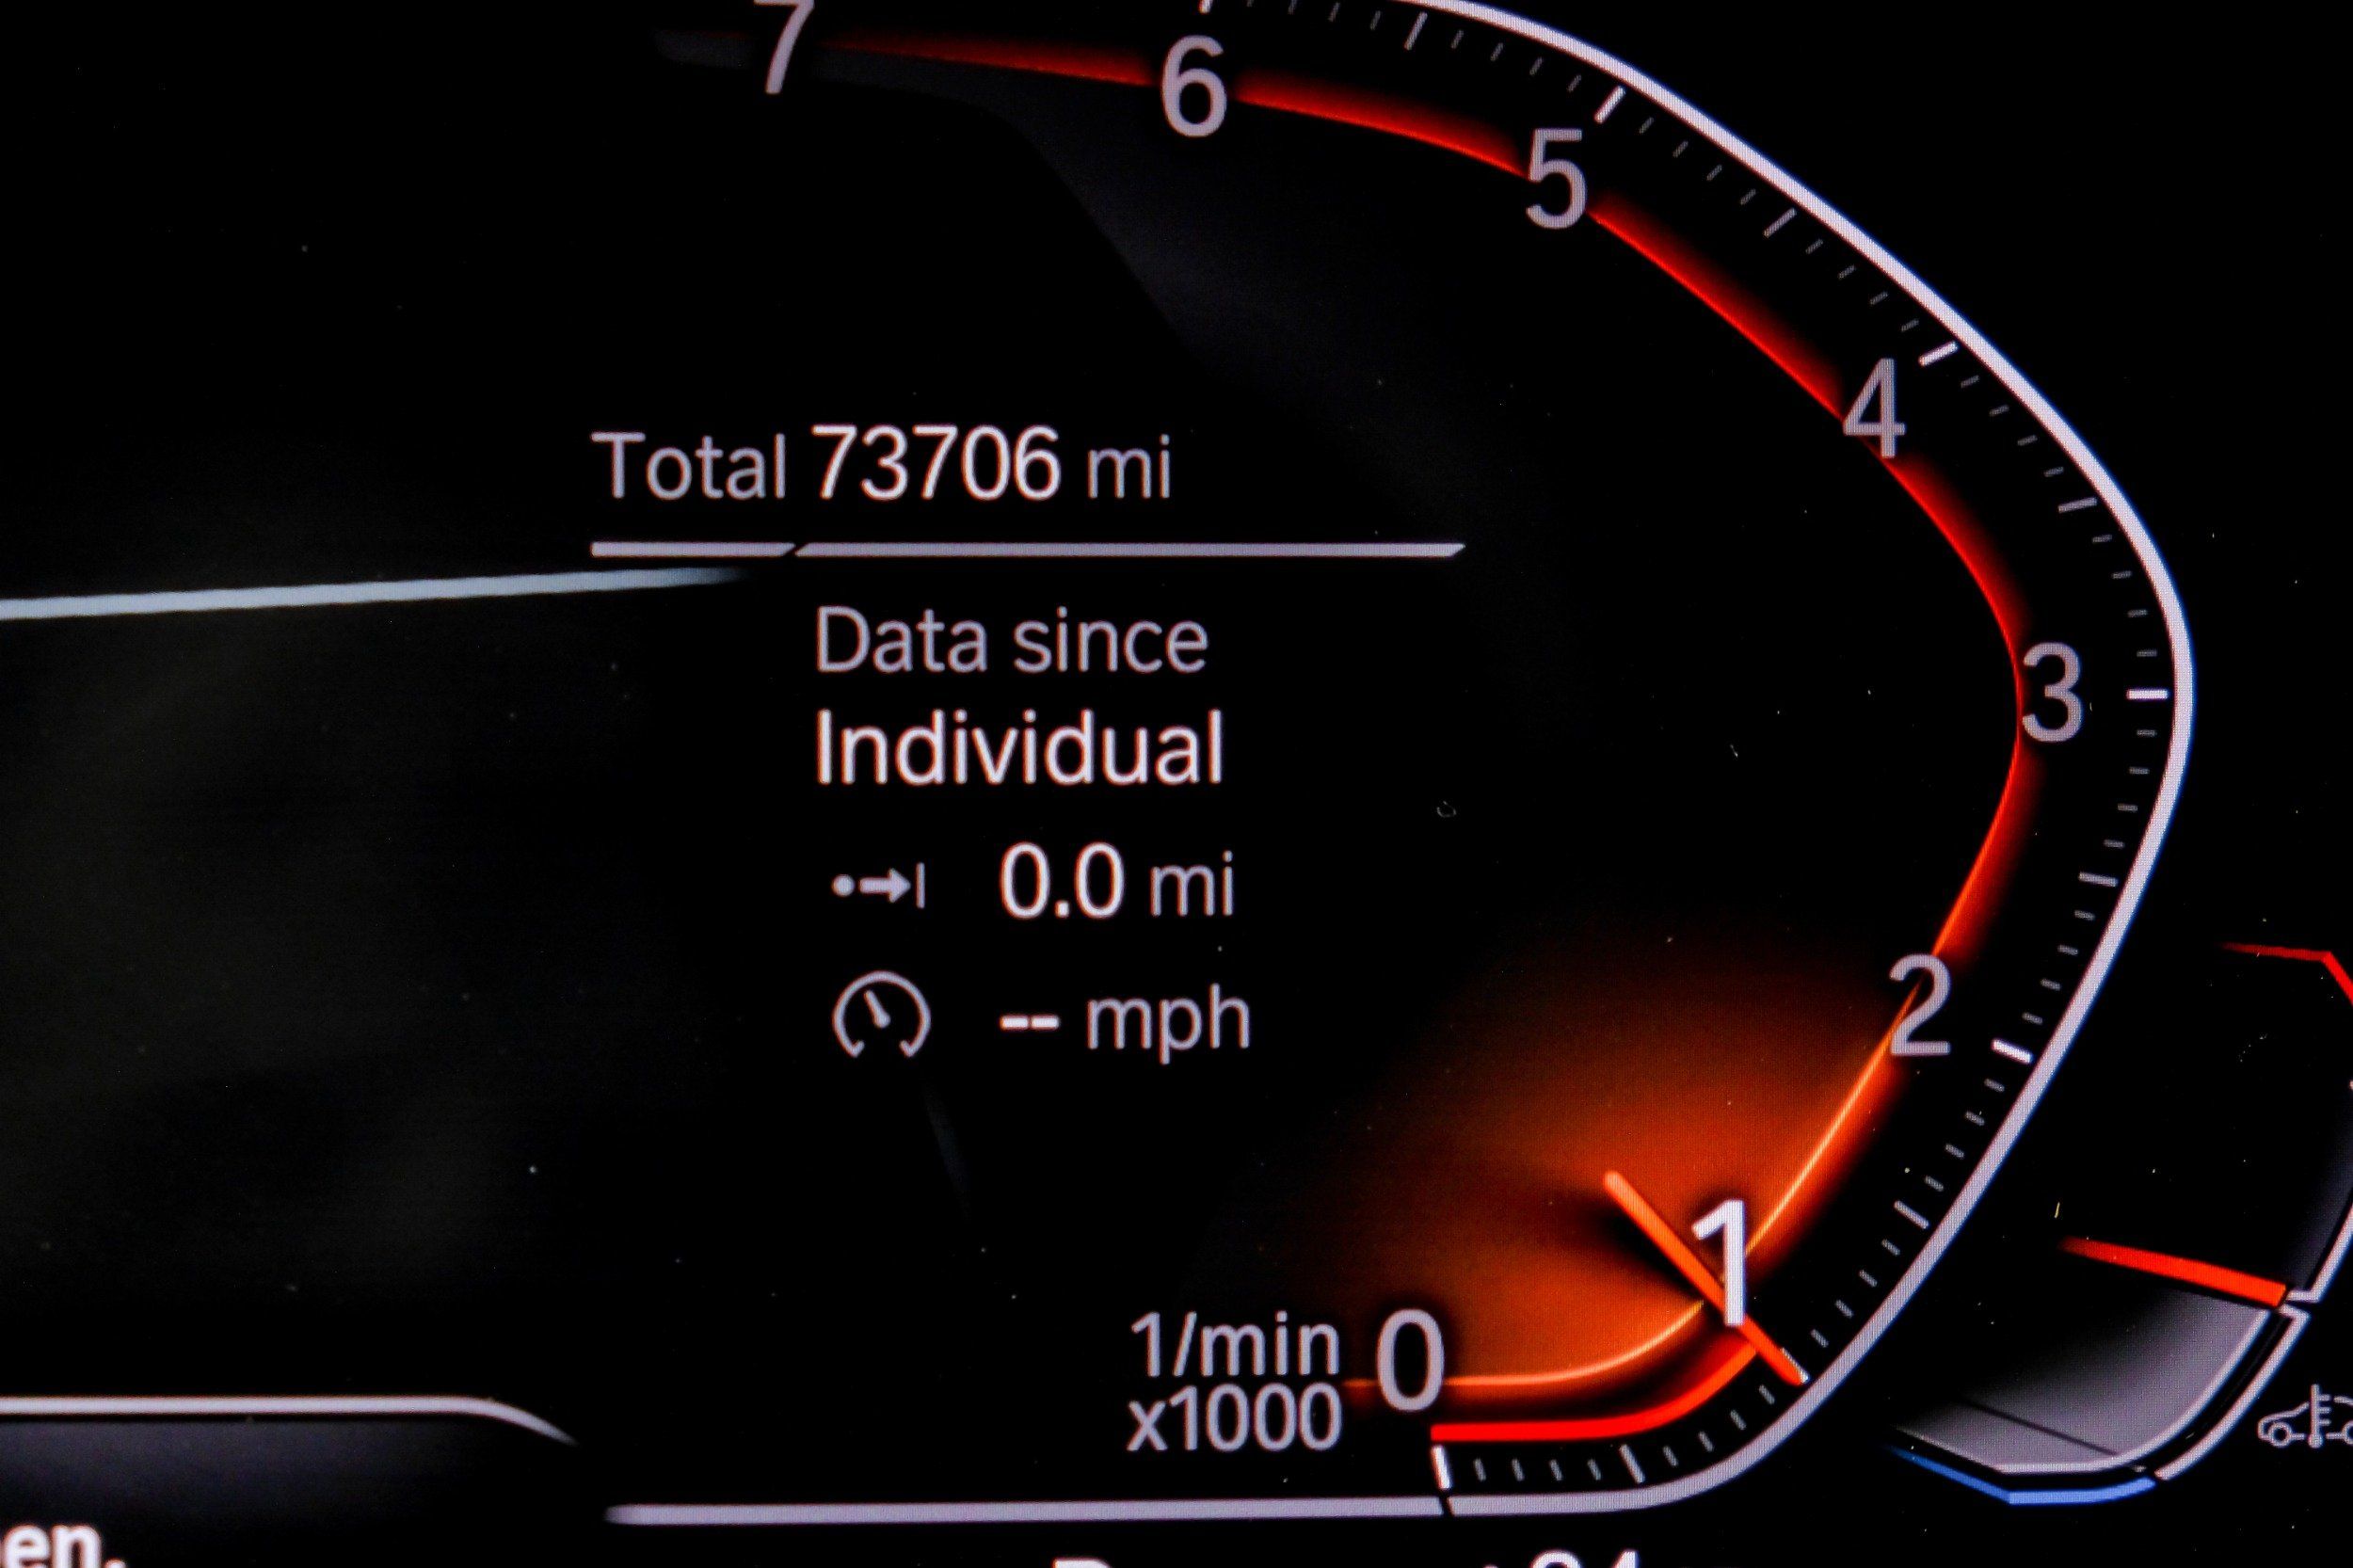 7
6
5
4
Total 73706 mi
Data since
3
Individual
0.0 mi
2
-- mph
1
1/min 0
x1000
en.